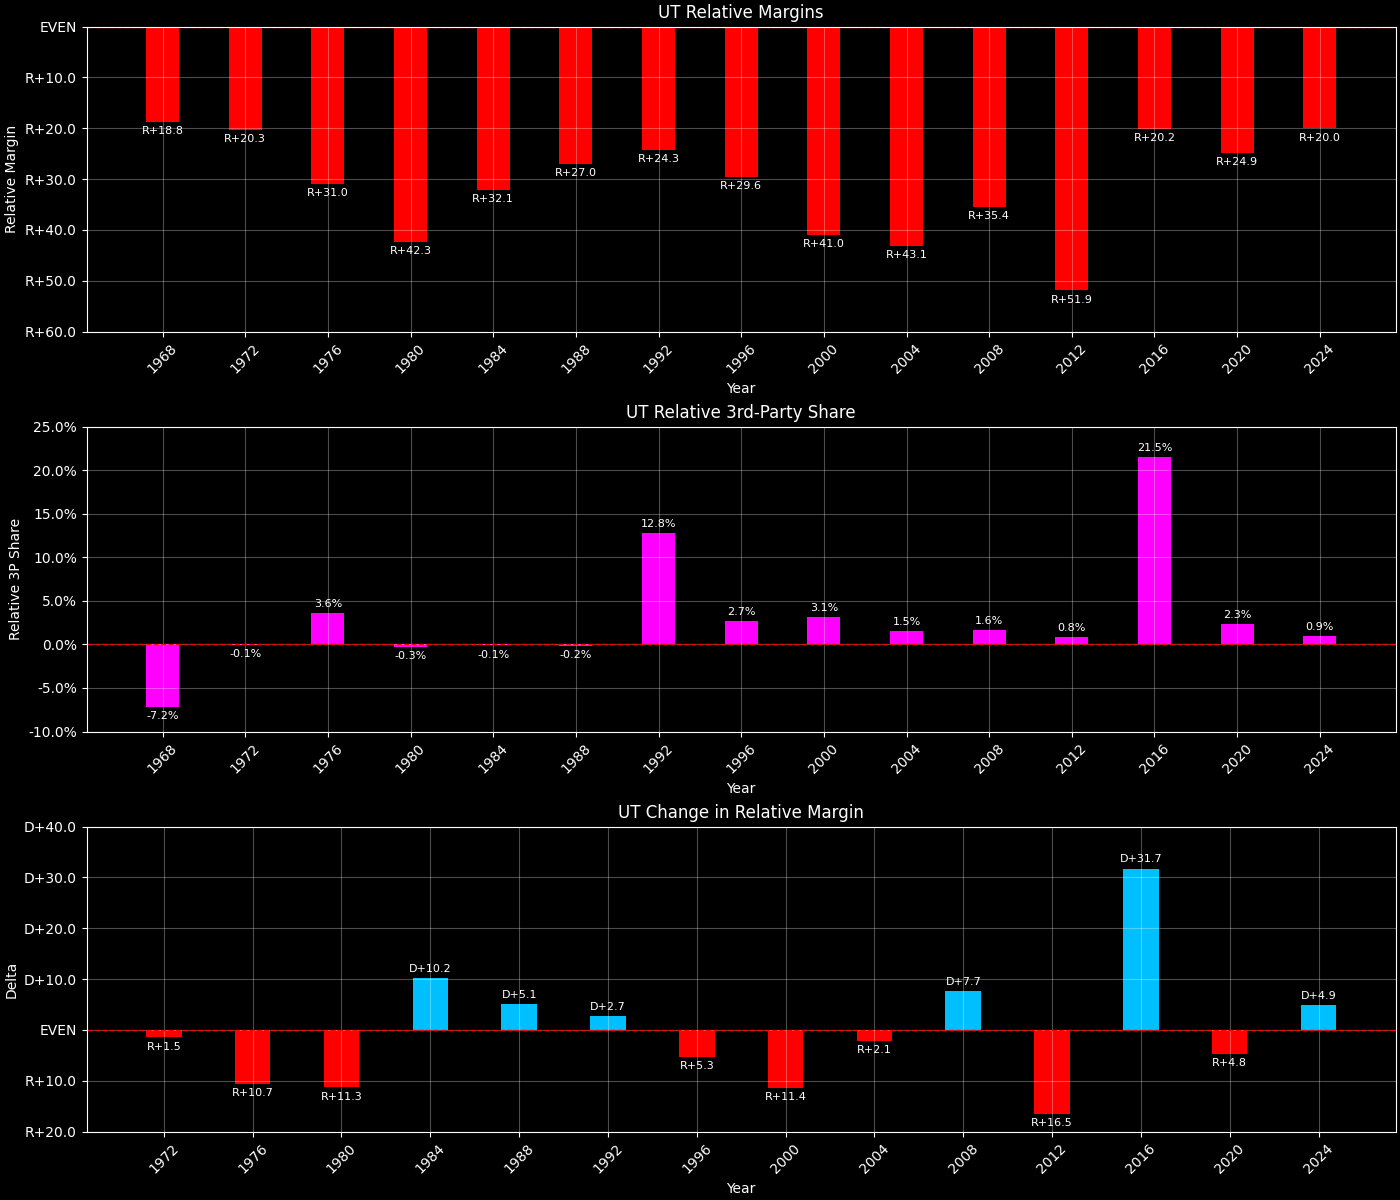 UT Relative Margins
EVEN
R+10.0
R+20.0
R+30.0
R+40.0
R+50.0
R+60.0
Relative Margin
R+18.8
R+20.3
R+31.0
R+42.3
R+32.1
R+27.0
R+24.3
R+29.6
R+41.0
R+43.1
R+35.4
R+51.9
R+20.2
R+24.9
R+20.0
1968
1972
1976
1980
1984
1988
1992
1996
2000
2004
2008
2012
2016
2020
2024
Year
UT Relative 3rd-Party Share
25.0%
20.0%
15.0%
10.0%
5.0%
0.0%
-5.0%
-10.0%
Relative 3P Share
-7.2%
-0.1%
3.6%
-0.3%
-0.1%
-0.2%
12.8%
2.7%
3.1%
1.5%
1.6%
0.8%
21.5%
2.3%
0.9%
1968
1972
1976
1980
1984
1988
1992
1996
2000
2004
2008
2012
2016
2020
2024
Year
UT Change in Relative Margin
D+40.0
D+30.0
D+20.0
D+10.0
EVEN
R+10.0
R+20.0
Delta
R+1.5
R+10.7
R+11.3
D+10.2
D+5.1
D+2.7
R+5.3
R+11.4
R+2.1
D+7.7
R+16.5
D+31.7
R+4.8
D+4.9
1972
1976
1980
1984
1988
1992
1996
2000
2004
2008
2012
2016
2020
2024
Year